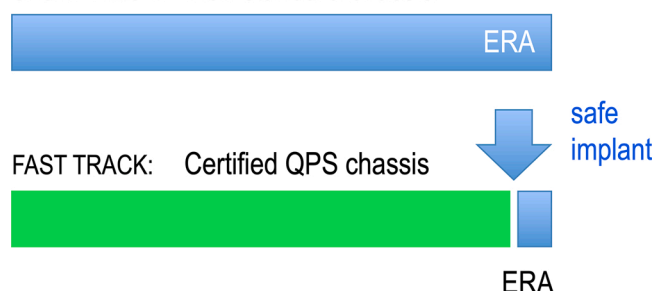 ERA
safe
implant
FAST TRACK: Certified QPS chassis
ERA